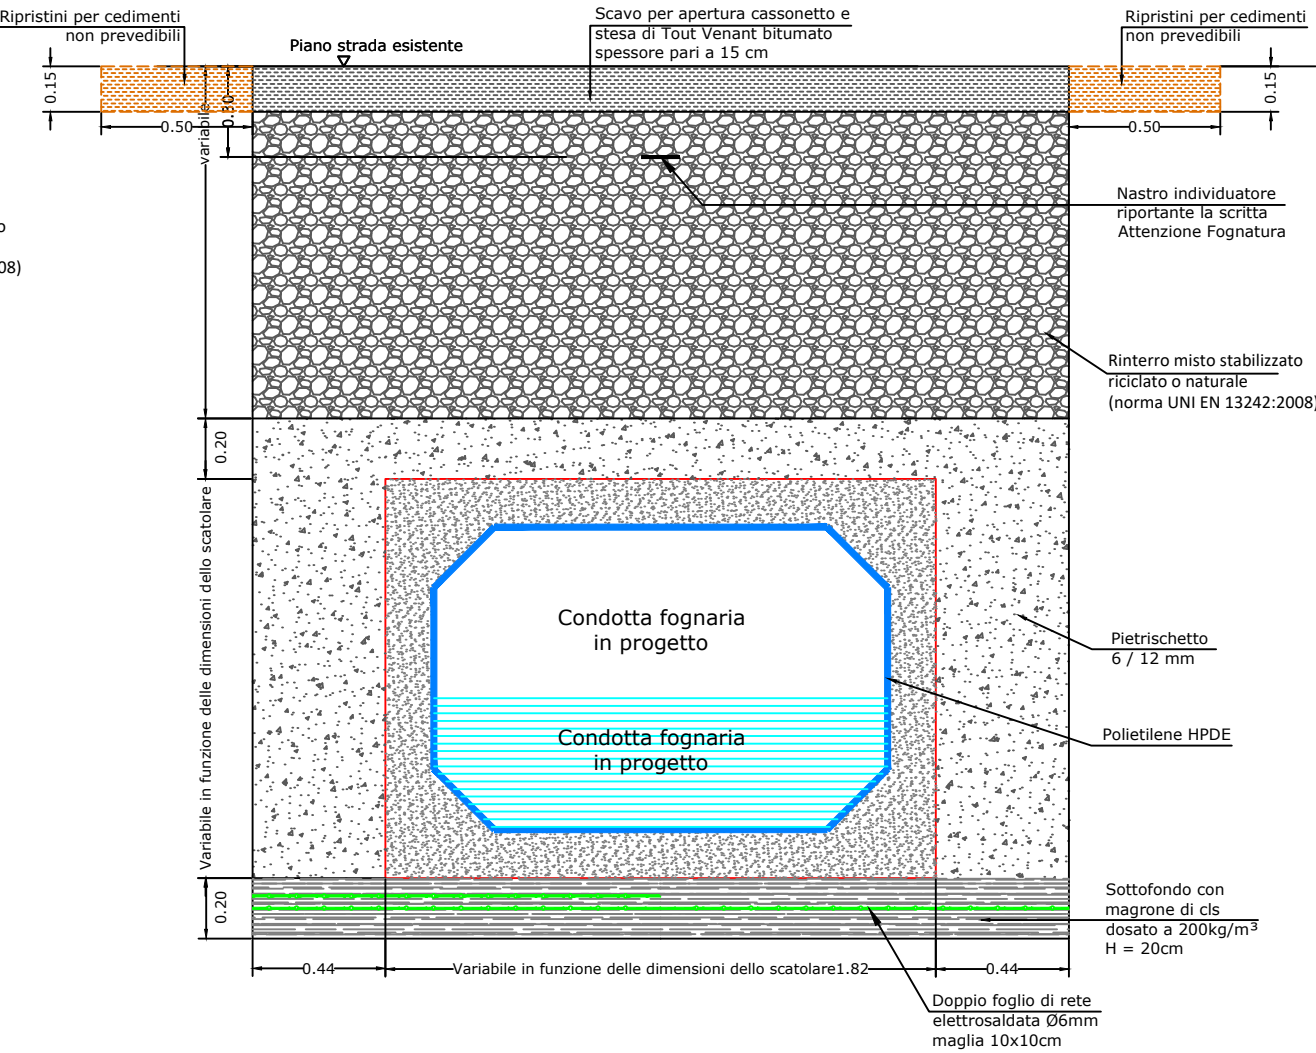 Ripristini per cedimenti
non prevedibili
Scavo per apertura cassonetto e
stesa di Tout Venant bitumato
spessore pari a 15 cm
Ripristini per cedimenti
non prevedibili
Piano strada esistente
0.15
0.15
variabile
0.30
0.50
0.50
Nastro individuatore
riportante la scritta
Attenzione Fognatura
o
08)
Rinterro misto stabilizzato
riciclato o naturale
(norma UNI EN 13242:2008)
0.20
Variabile in funzione delle dimensioni dello scatolare
Condotta fognaria
in progetto
Pietrischetto
6 / 12 mm
Condotta fognaria
in progetto
Polietilene HPDE
0.20
Sottofondo con
magrone di cls
dosato a 200kg/m³
H = 20cm
0.44
Variabile in funzione delle dimensioni dello scatolare1.82
0.44
Doppio foglio di rete
elettrosaldata Ø6mm
maglia 10x10cm